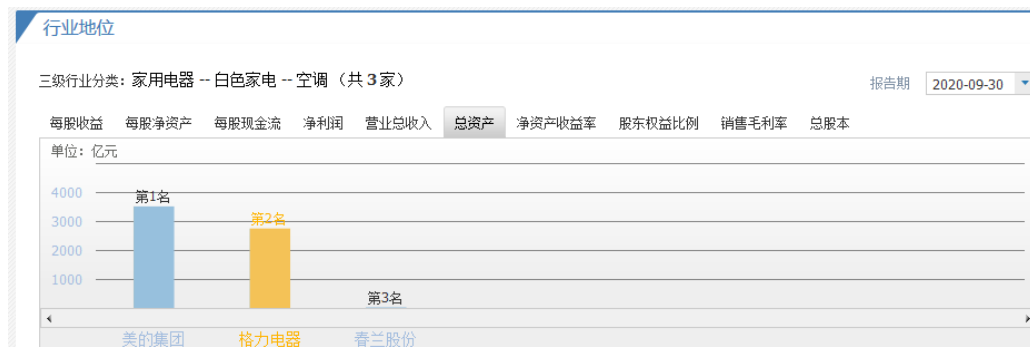 行业地位
三级行业分类：家用电器 -- 白色家电 -- 空调 （共 3 家）
报告期 2020-09-30
每股收益 每股净资产 每股现金流 净利润 营业总收入 总资产 净资产收益率 股东权益比例 销售毛利率 总股本
单位：亿元
4000
第1名
3000
第2名
2000
1000
第3名
美的集团 格力电器 春兰股份